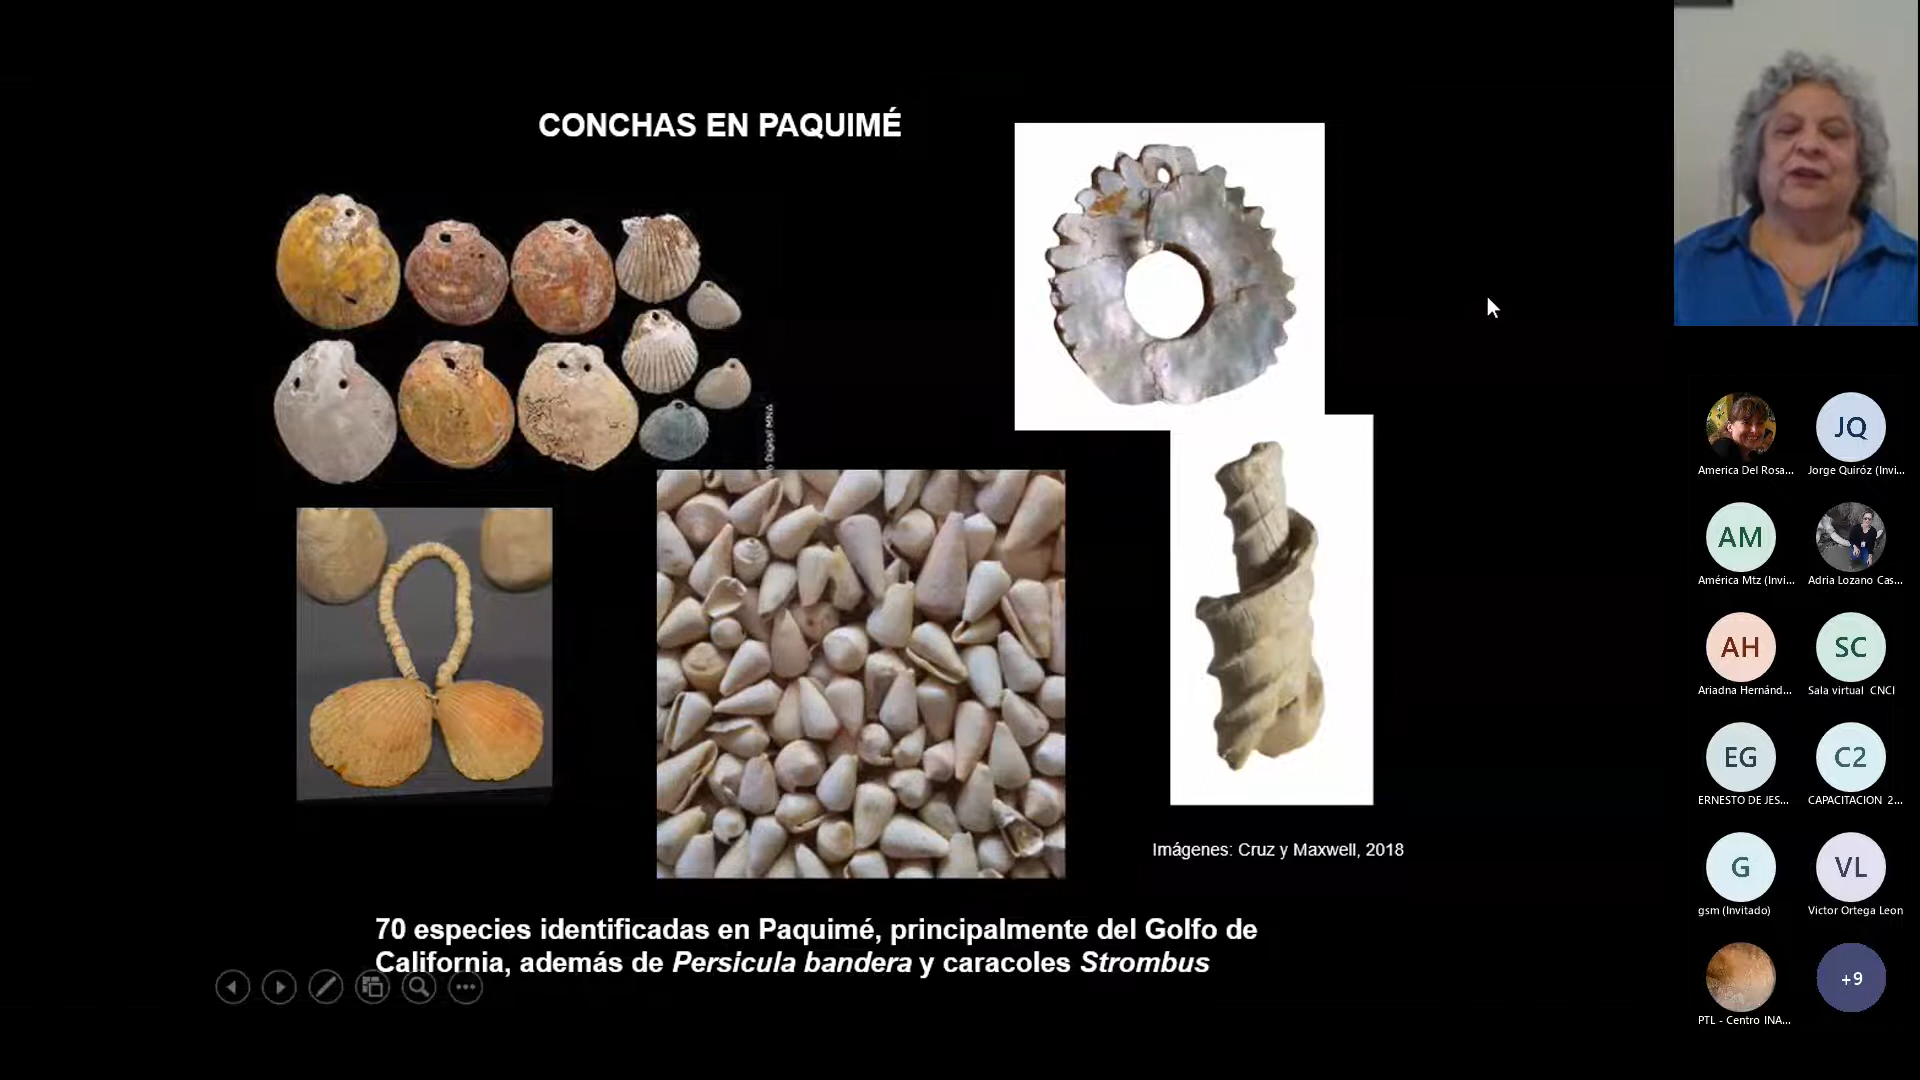 CONCHAS EN PAQUIMÉ
Digital MNA
Imágenes: Cruz y Maxwell, 2018
70 especies identificadas en Paquimé, principalmente del Golfo de
California, además de Persicula bandera y caracoles Strombus
America Del Rosa...
JQ
Jorge Quiróz (Invi...
AM
América Mtz (Invi...
Adria Lozano Cas...
AH
Ariadna Hernánd...
SC
Sala virtual CNCI
EG
ERNESTO DE JES...
C2
CAPACITACION 2...
G
gsm (Invitado)
VL
Victor Ortega Leon
PTL - Centro INA...
+9